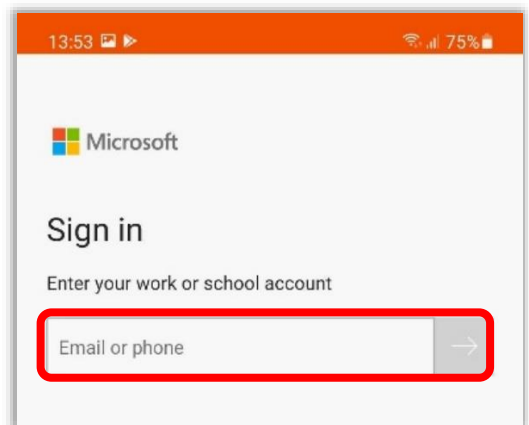 13:53 75%
Microsoft
Sign in
Enter your work or school account
Email or phone